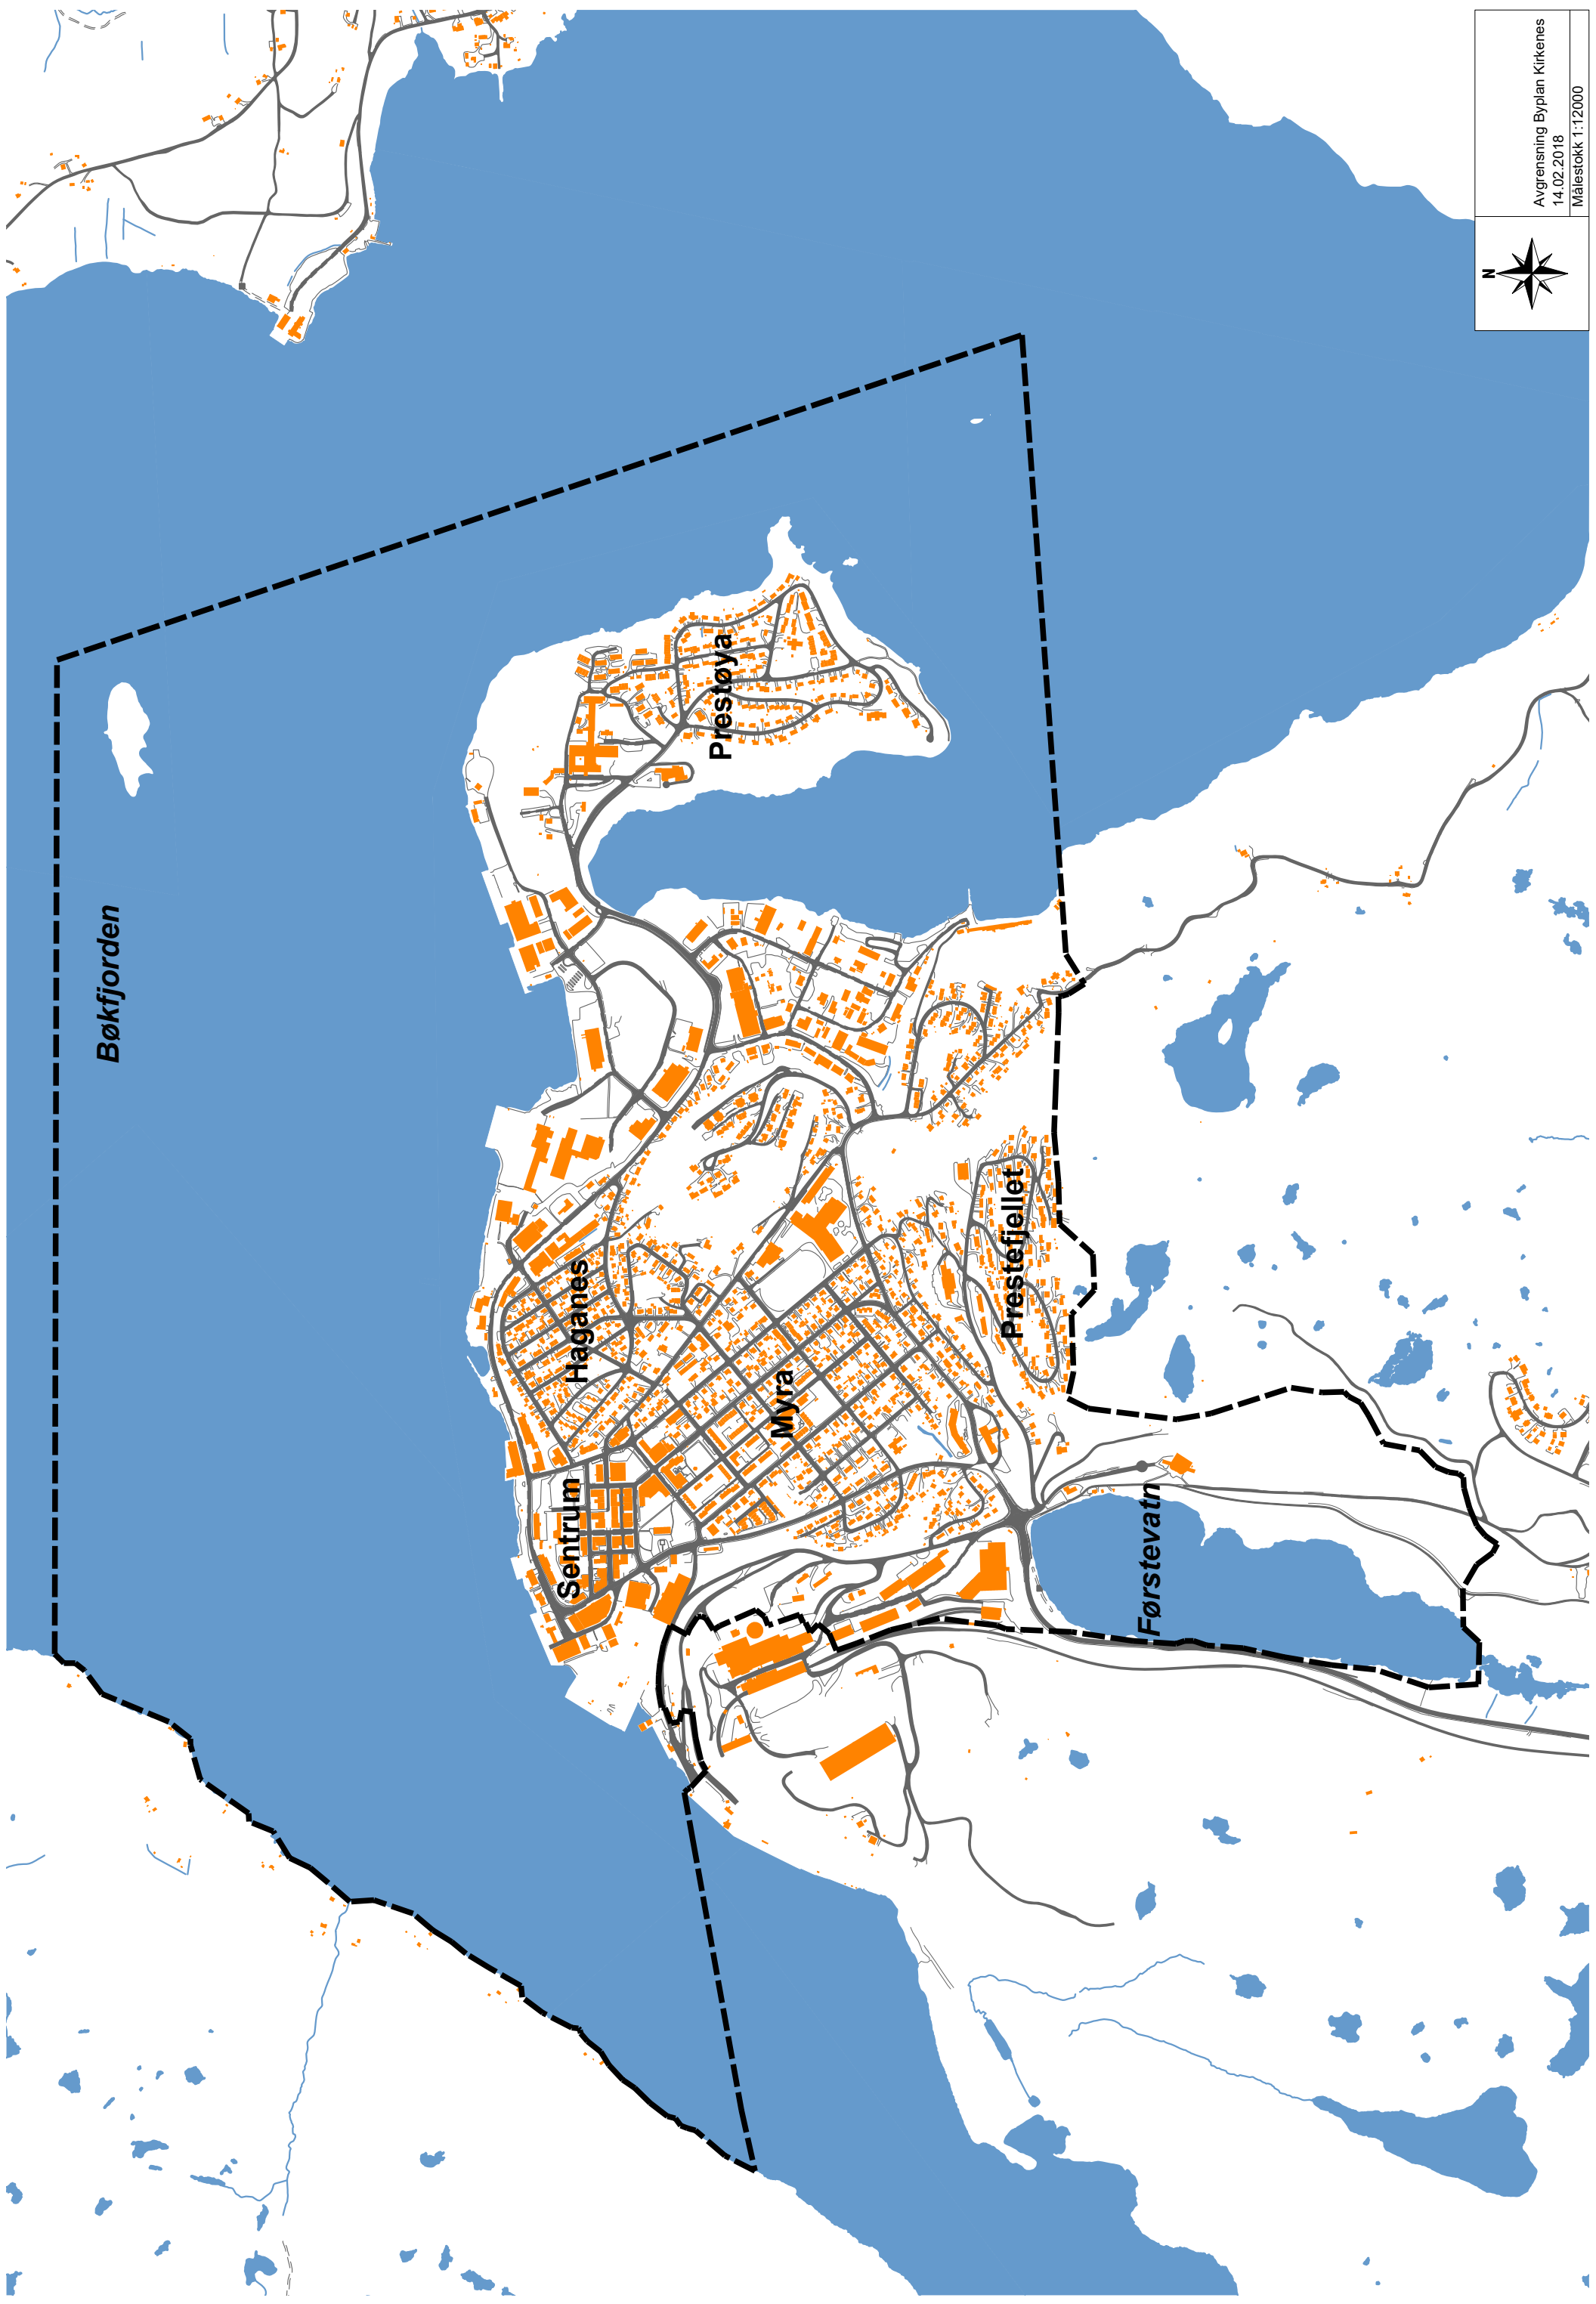 Bøkfjorden
Sentrum
Haganes
Prestøya
Myra
Prestefjellet
Førstevatn
N
Avgrensning Byplan Kirkenes
14.02.2018
Målestokk 1:12000